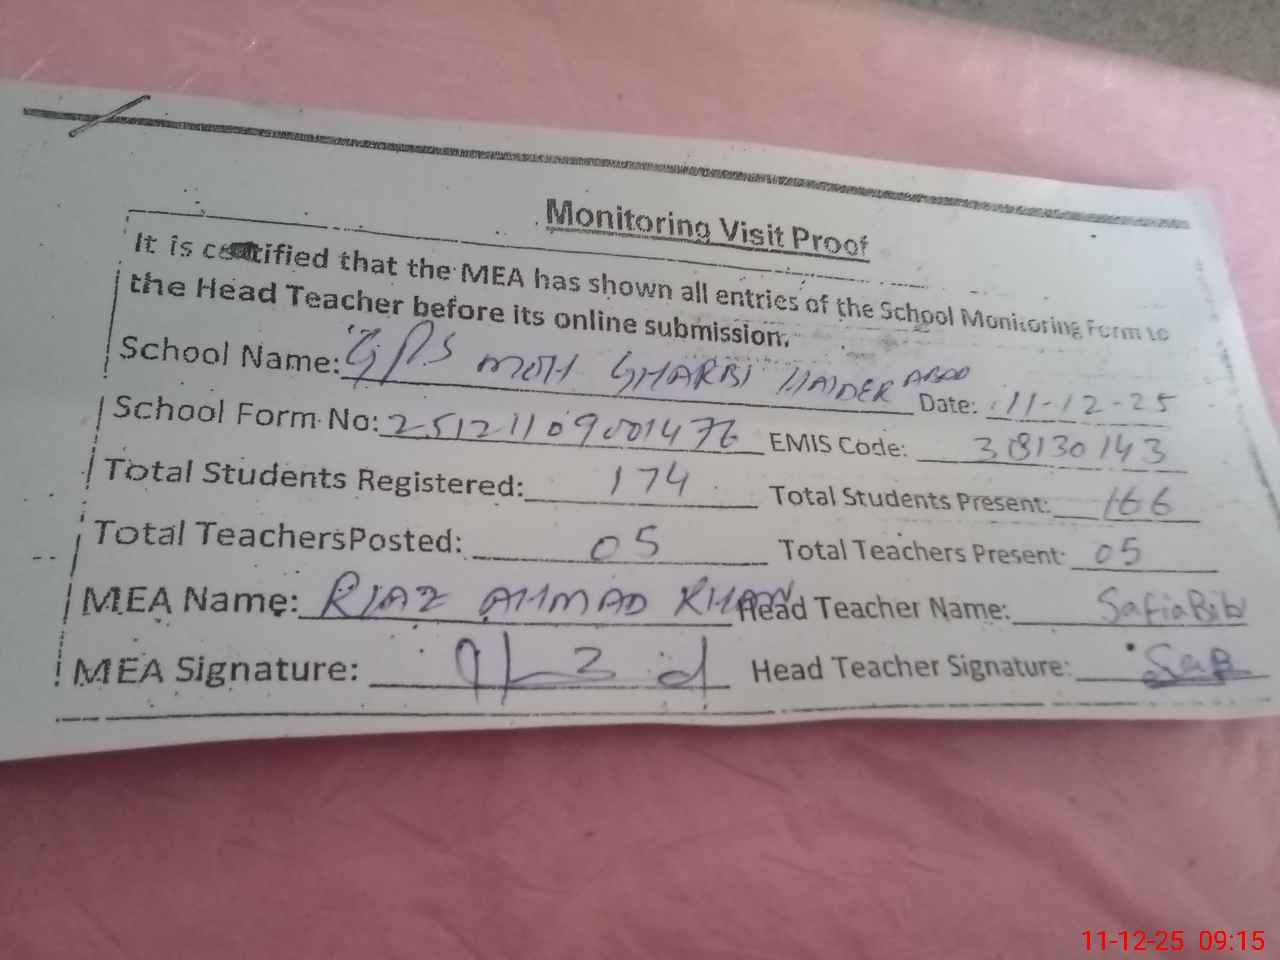 Monitoring Visit Proof
It is certified that the MEA has shown all entries of the School Monitoring Form to
the Head Teacher before its online submission.
School Name: GPS MOH GHARBI HAIDER ABAD Date: 11-12-25
School Form No: 25121109001476 EMIS Code: 38130143
Total Students Registered: 174 Total Students Present: 166
Total TeachersPosted: 05 Total Teachers Present: 05
MEA Name: RIAZ AHMAD KHAN Head Teacher Name: Safia Bibi
MEA Signature: Head Teacher Signature:
11-12-25 09:15